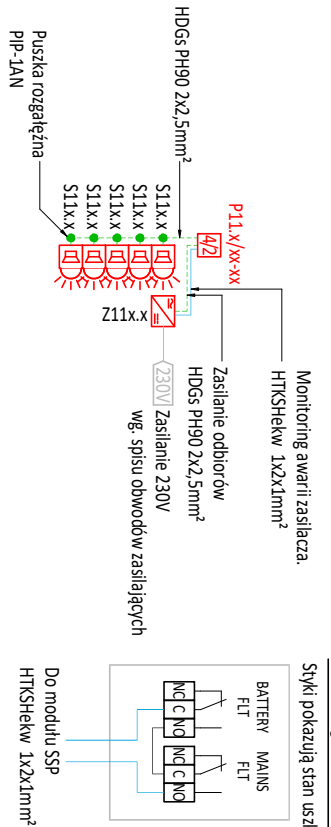 Monitoring awarii zasilacza.
HTKSHekw 1x2x1mm²
P11.x/xx-xx
4/2
HDGs PH90 2x2,5mm²
Zasilanie odbiorów
HDGs PH90 2x2,5mm²
S11x.x
S11x.x
S11x.x
S11x.x
S11x.x
Z11x.x
230V
Zasilanie 230V
wg. spisu obwodów zasilających
Puszka rozgałęźna
PIP-1AN
Styki pokazują stan uszl
BATTERY
FLT
MAINS
FLT
NC
C
NO
NC
C
NO
Do modułu SSP
HTKSHekw 1x2x1mm²